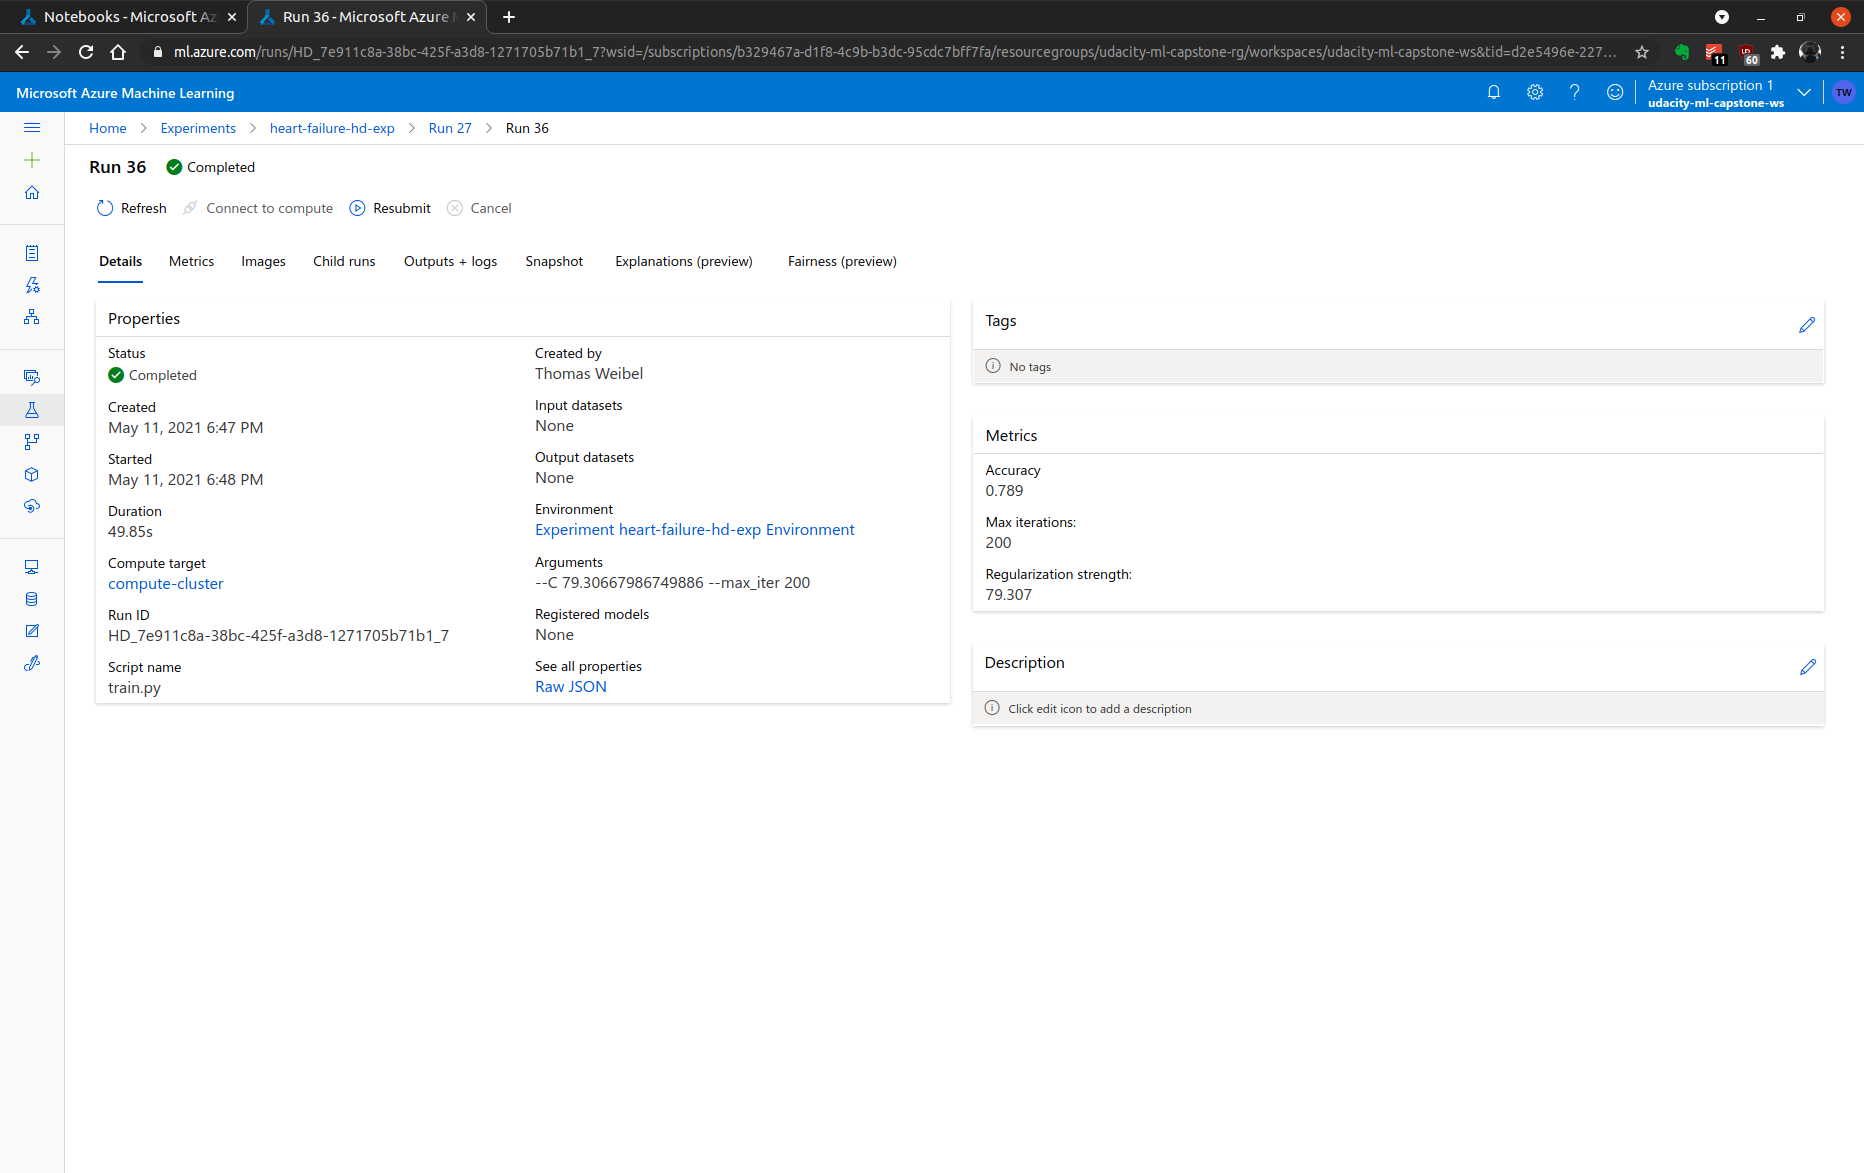 Notebooks - Microsoft Az
Run 36 - Microsoft Azure
ml.azure.com/runs/HD_7e911c8a-38bc-425f-a3d8-1271705b71b1_7?wsid=/subscriptions/b329467a-d1f8-4c9b-b3dc-95cdc7bff7fa/resourcegroups/udacity-ml-capstone-rg/workspaces/udacity-ml-capstone-ws&tid=d2e5496e-227...
11
60
Microsoft Azure Machine Learning
Azure subscription 1
udacity-ml-capstone-ws
TW
Home > Experiments > heart-failure-hd-exp > Run 27 > Run 36
Run 36 Completed
Refresh Connect to compute Resubmit Cancel
Details Metrics Images Child runs Outputs + logs Snapshot Explanations (preview) Fairness (preview)
Properties
Status
Completed
Created
May 11, 2021 6:47 PM
Started
May 11, 2021 6:48 PM
Duration
49.85s
Compute target
compute-cluster
Run ID
HD_7e911c8a-38bc-425f-a3d8-1271705b71b1_7
Script name
train.py
Created by
Thomas Weibel
Input datasets
None
Output datasets
None
Environment
Experiment heart-failure-hd-exp Environment
Arguments
--C 79.30667986749886 --max_iter 200
Registered models
None
See all properties
Raw JSON
Tags
No tags
Metrics
Accuracy
0.789
Max iterations:
200
Regularization strength:
79.307
Description
Click edit icon to add a description